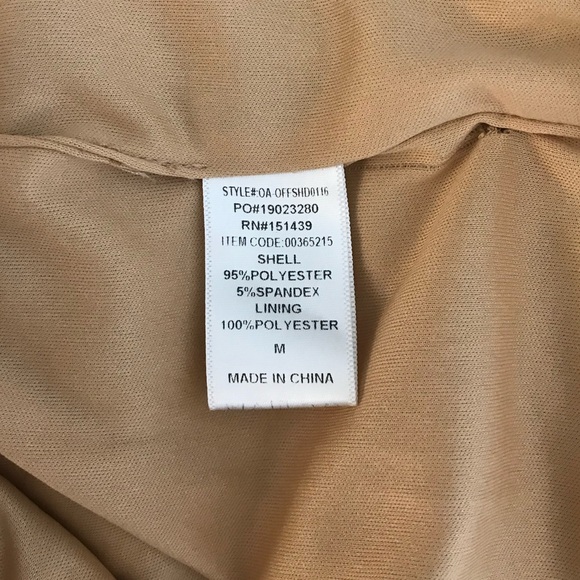 STYLE#:OA-OFFSHD0116
PO#19023280
RN#151439
ITEM CODE:00365215
SHELL
95%POLYESTER
5%SPANDEX
LINING
100%POLYESTER
M
MADE IN CHINA